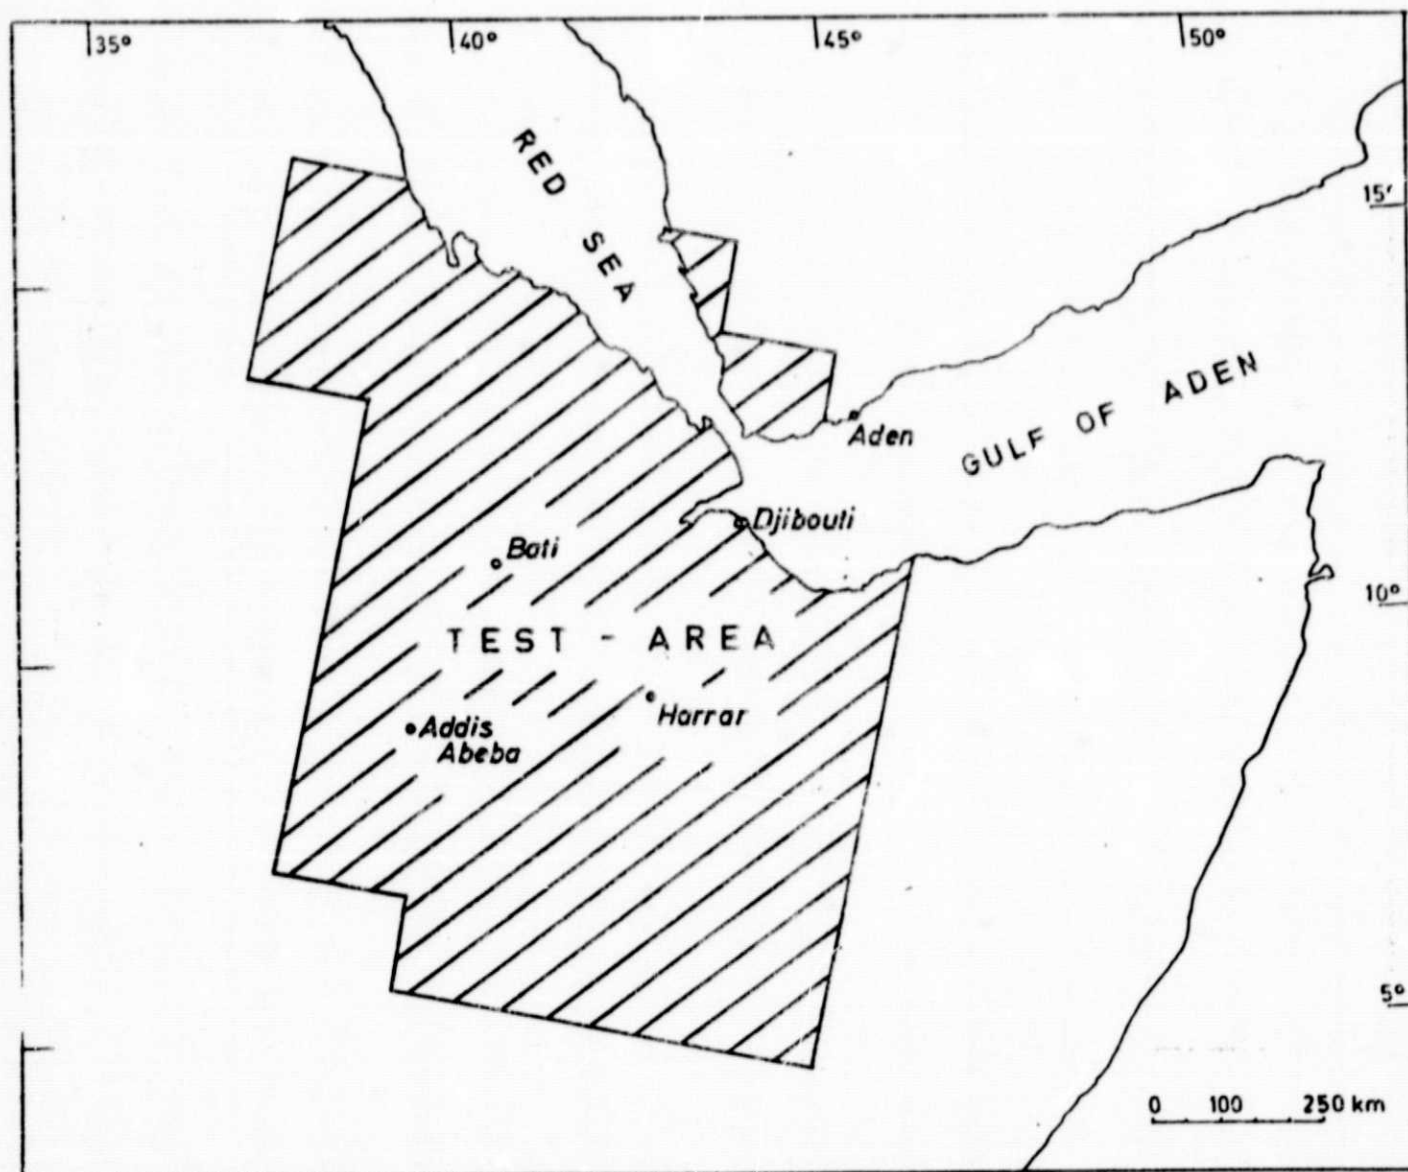 35° 40° 45° 50°
RED SEA
15'
Aden
GULF OF ADEN
Djibouti
Bati
10°
TEST - AREA
Harrar
Addis
Abeba
5°
0 100 250 km